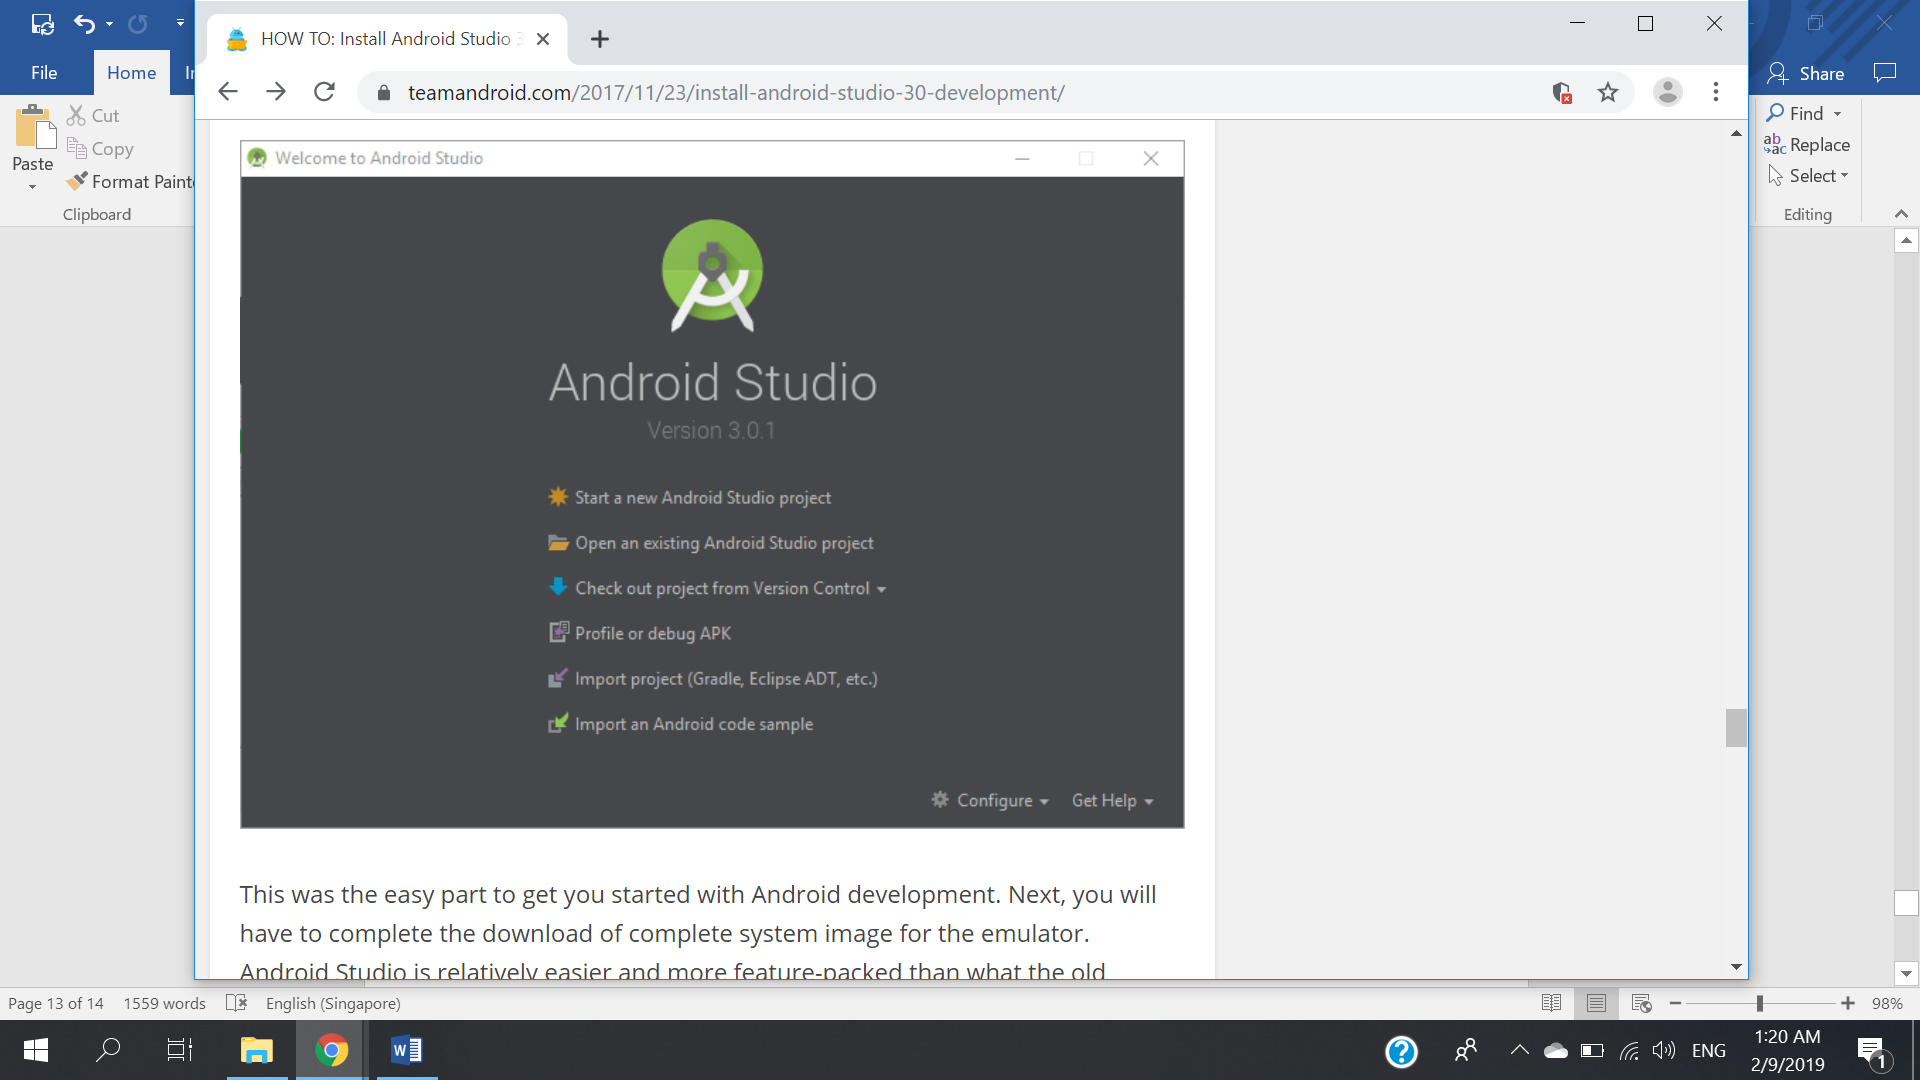 File
Home
Share
HOW TO: Install Android Studio
teamandroid.com/2017/11/23/install-android-studio-30-development/
Paste
Cut
Copy
Format Paint
Clipboard
Find
Replace
Select
Editing
Welcome to Android Studio
Android Studio
Version 3.0.1
Start a new Android Studio project
Open an existing Android Studio project
Check out project from Version Control
Profile or debug APK
Import project (Gradle, Eclipse ADT, etc.)
Import an Android code sample
Configure
Get Help
This was the easy part to get you started with Android development. Next, you will
have to complete the download of complete system image for the emulator.
Android Studio is relatively easier and more feature-packed than what the old
Page 13 of 14
1559 words
English (Singapore)
98%
ENG
1:20 AM
2/9/2019
1